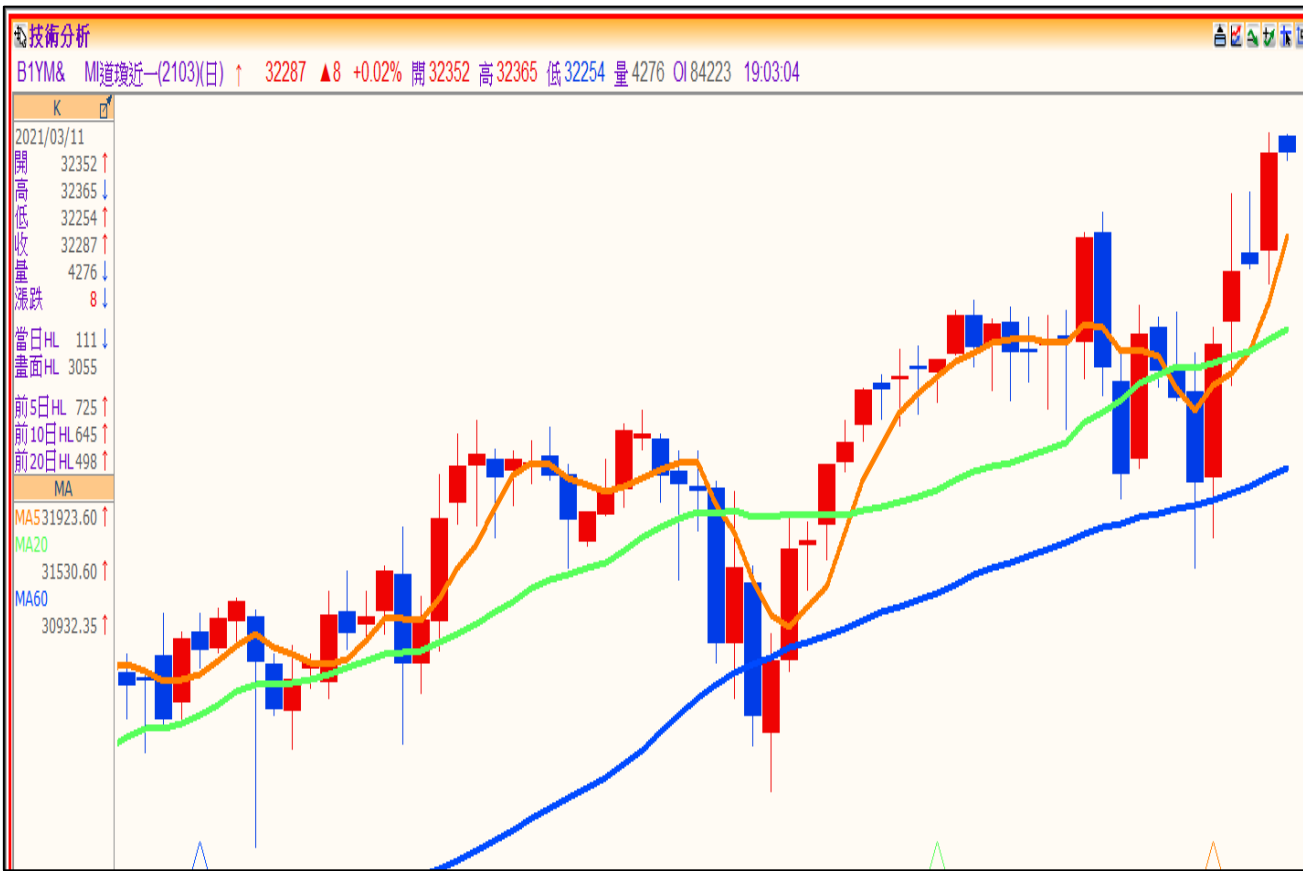 技術分析
B1YM& MI道瓊近一(2103)(日) ↑ 32287 ▲8 +0.02% 開 32352 高 32365 低 32254 量 4276 OI 84223 19:03:04
K
2021/03/11
開 32352↑
高 32365↓
低 32254↑
收 32287↑
量 4276↓
漲跌 8↓
當日HL 111↓
畫面HL 3055
前5日HL 725↑
前10日HL 645↑
前20日HL 498↑
MA
MA5 31923.60↑
MA20
31530.60↑
MA60
30932.35↑